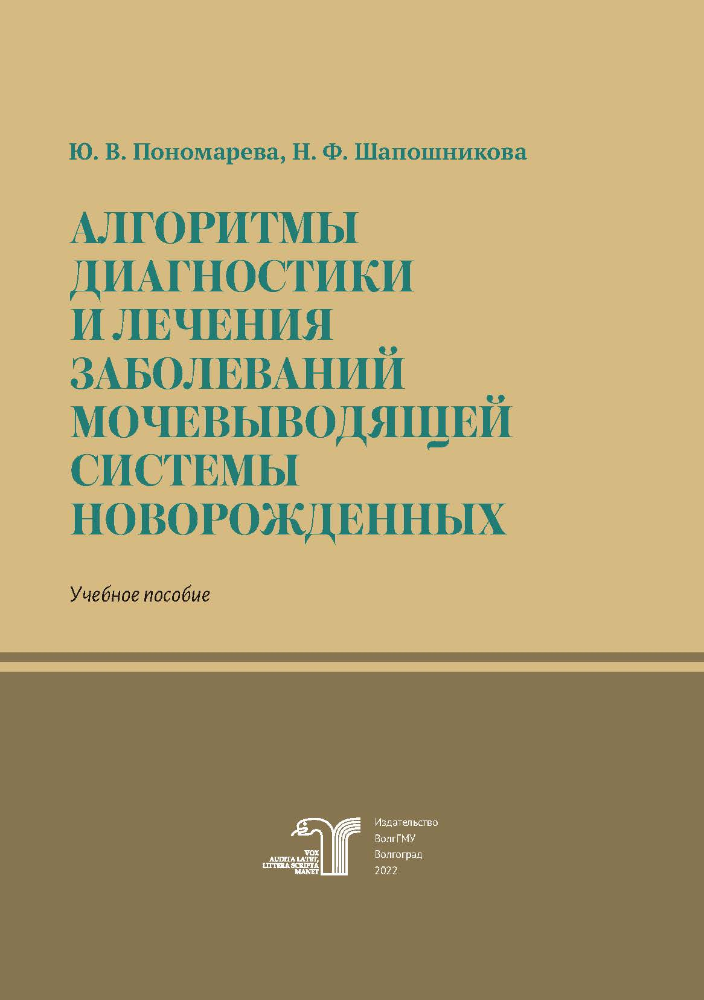 Ю. В. Пономарева, Н. Ф. Шапошникова
АЛГОРИТМЫ
ДИАГНОСТИКИ
И ЛЕЧЕНИЯ
ЗАБОЛЕВАНИЙ
МОЧЕВЫВОДЯЩЕЙ
СИСТЕМЫ
НОВОРОЖДЕННЫХ
Учебное пособие
VOX
AUDITA LATET,
LITTERA SCRIPTA
MANET
Издательство
ВолгГМУ
Волгоград
2022